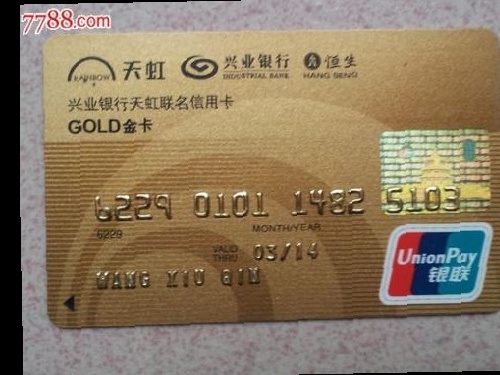 7788.com
RAINBOW 天虹 兴业银行 INDUSTRIAL BANK 恒生 HANG SENG
兴业银行天虹联名信用卡
GOLD金卡
6229 0101 1482 5103
6229 MONTH/YEAR
VALID THRU 03/14
WANG XIU QIN
UnionPay
银联